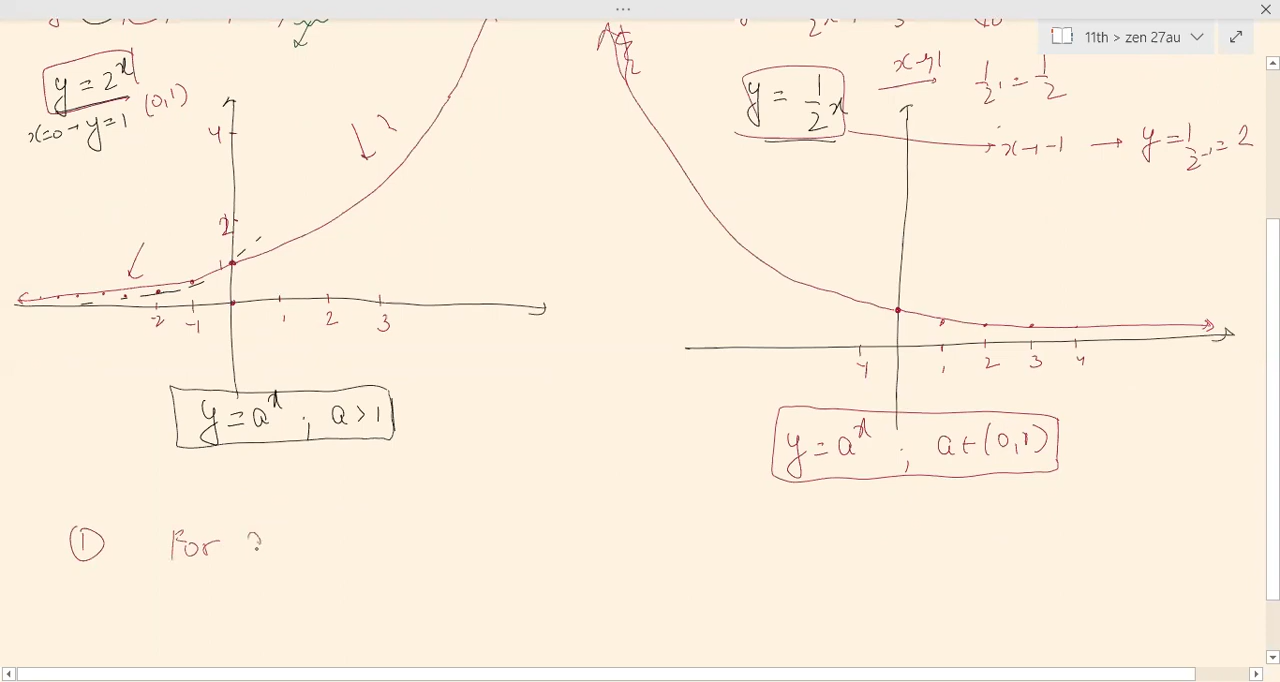 11th > zen 27au
y = 2^x
(0,1)
x=0 → y=1
4
2
1
-2 -1 1 2 3
y = a^x ; a > 1
y = 1/2^x
x → 1
1/2^1 = 1/2
x → -1 → y = 1/2^-1 = 2
-1 1 2 3 4
y = a^x ; a ∈ (0,1)
① For